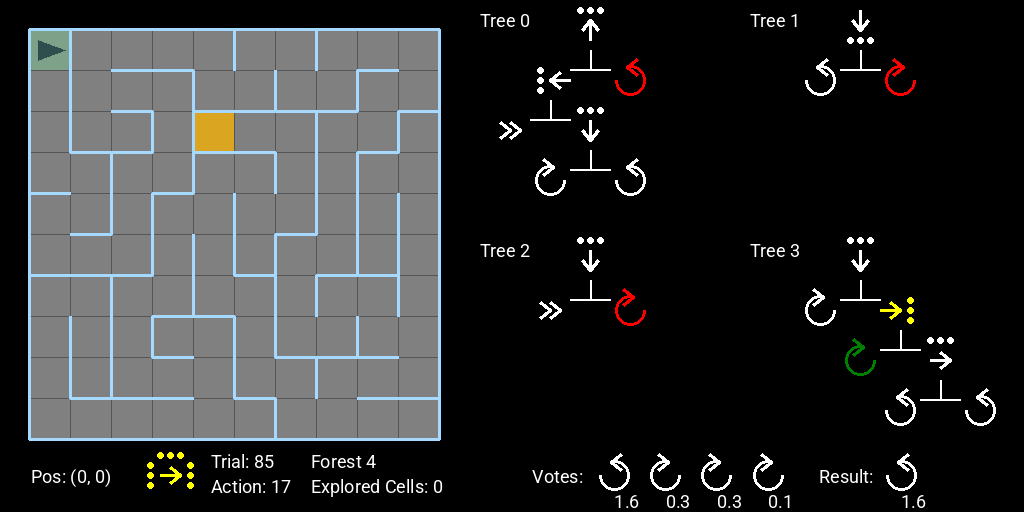 Tree 0
Tree 1
Tree 2
Tree 3
Pos: (0, 0)
Trial: 85
Forest 4
Action: 17
Explored Cells: 0
Votes:
1.6
0.3
0.3
0.1
Result:
1.6